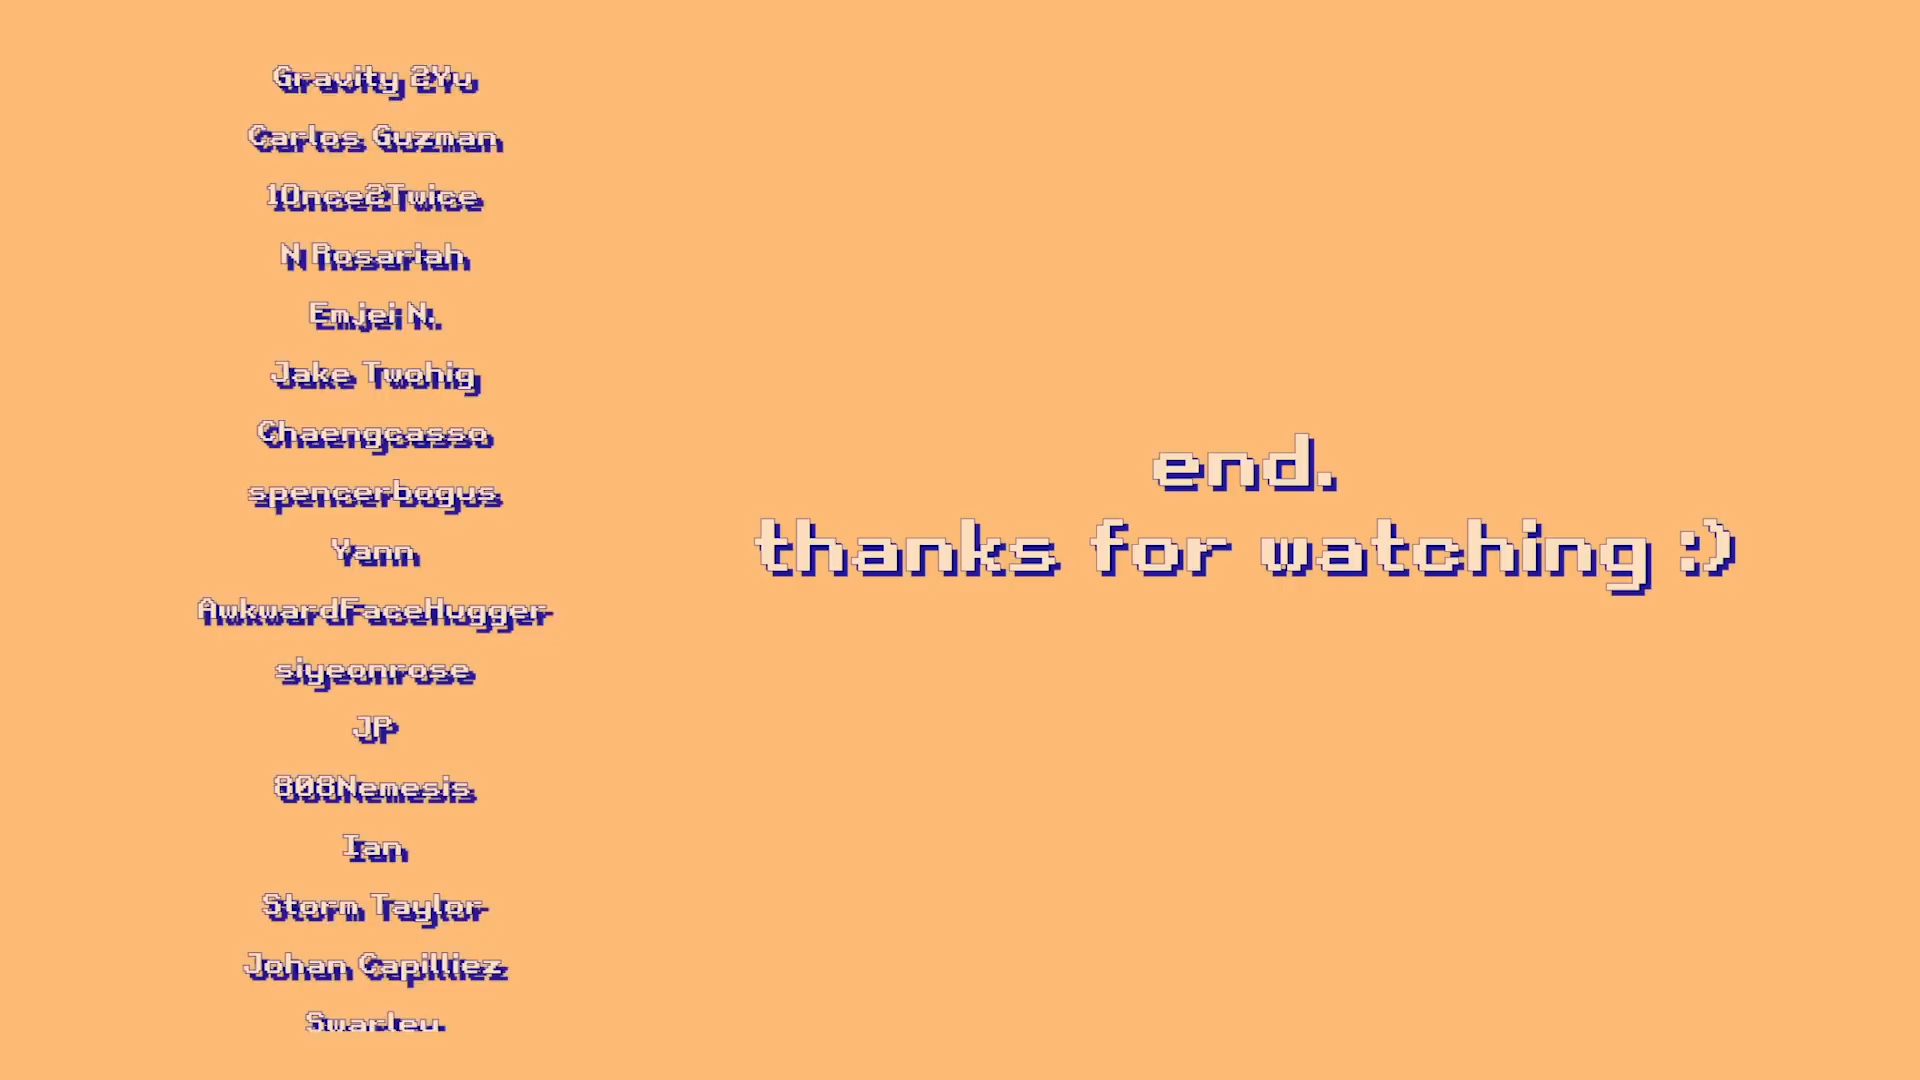 Gravity 2Yu
Carlos Guzman
1Once2Twice
N Rosariah
Emjei N.
Jake Twohig
Chaengcasso
spencerbogus
Yann
AwkwardFaceHugger
siyeonrose
JP
808Nemesis
Ian
Storm Taylor
Johan Capilliez
Swarley
end.
thanks for watching :)